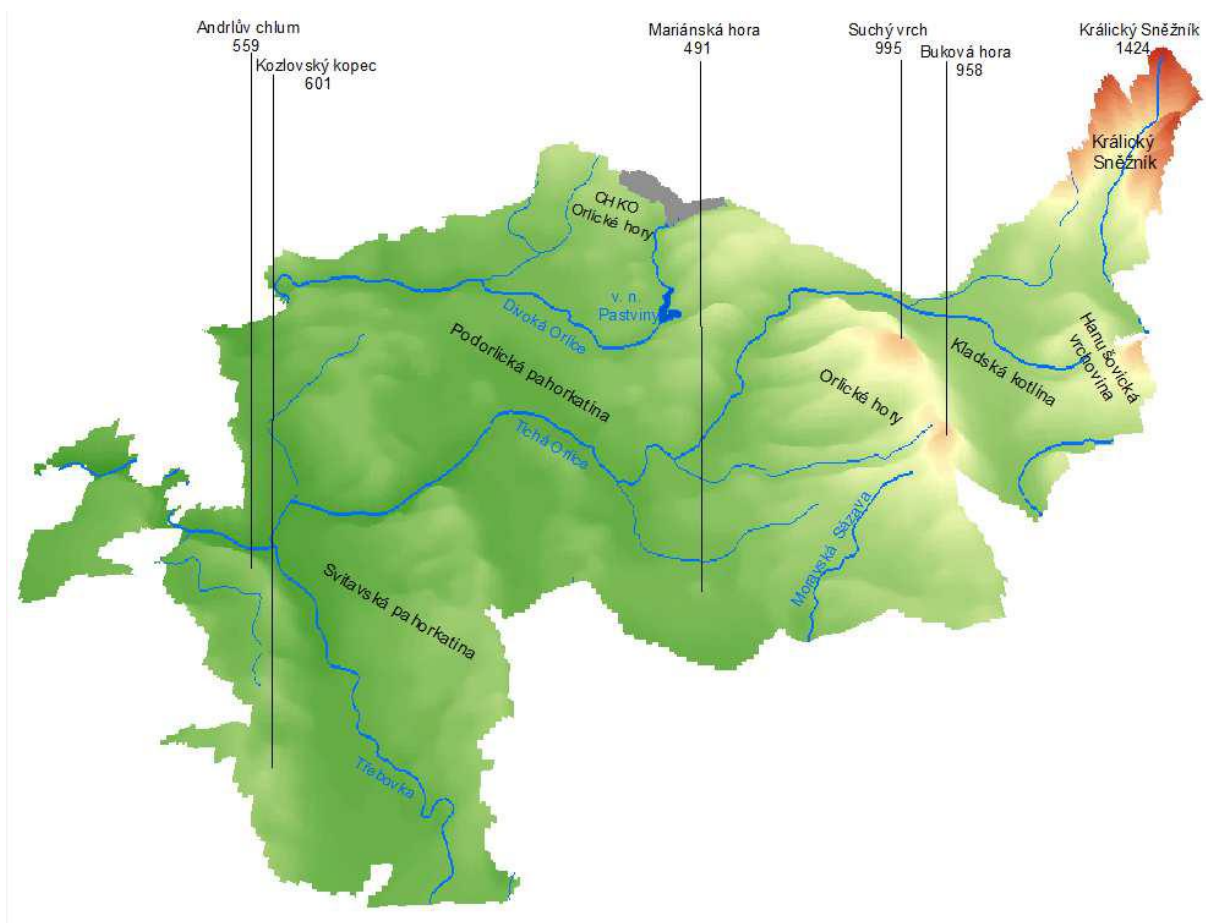 Andrlův chlum
559
Kozlovský kopec
601
Mariánská hora
491
Suchý vrch
995
Buková hora
958
Králický Sněžník
1424
Králický
Sněžník
CHKO
Orlické hory
v. n.
Pastviny
Divoká Orlice
Podorlická pahorkatina
Tichá Orlice
Orlické hory
Kladská kotlina
Hanušovická
vrchovina
Moravská Sázava
Svitavská pahorkatina
Třebovka